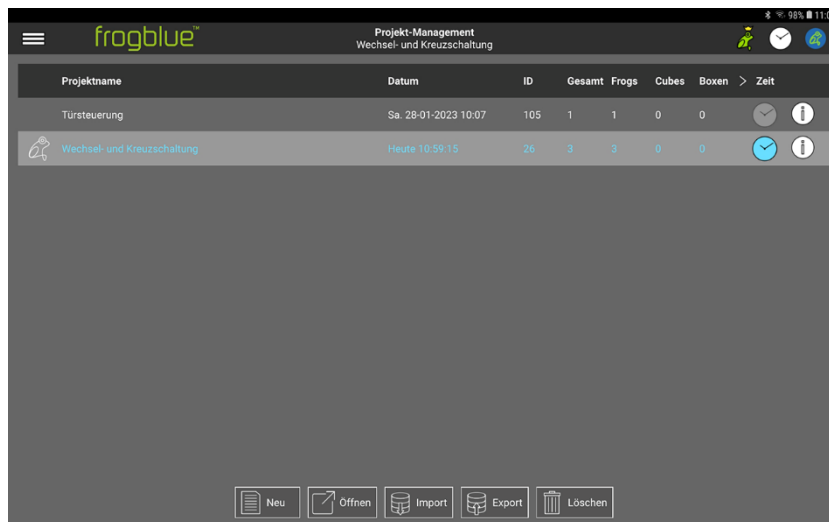 98% 11:0
frogblue™
Projekt-Management
Wechsel- und Kreuzschaltung
Projektname Datum ID Gesamt Frogs Cubes Boxen > Zeit
Türsteuerung Sa. 28-01-2023 10:07 105 1 1 0 0
Wechsel- und Kreuzschaltung Heute 10:59:15 26 3 3 0 0
Neu Öffnen Import Export Löschen